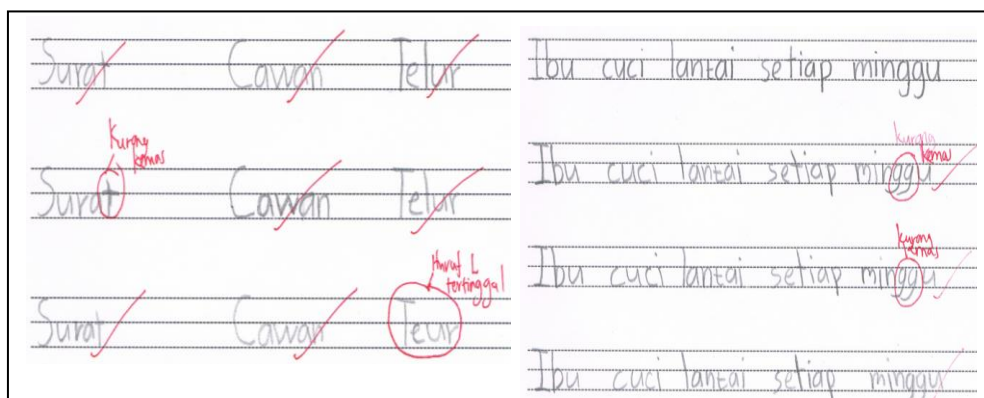 Surat Cawan Telur
Kurang
kemas
Surat Cawan Telur
Huruf L
tertinggal
Surat Cawan Teur
Ibu cuci lantai setiap minggu
kurang
kemas
Ibu cuci lantai setiap minggu
kurang
kemas
Ibu cuci lantai setiap minggu
Ibu cuci lantai setiap minggu